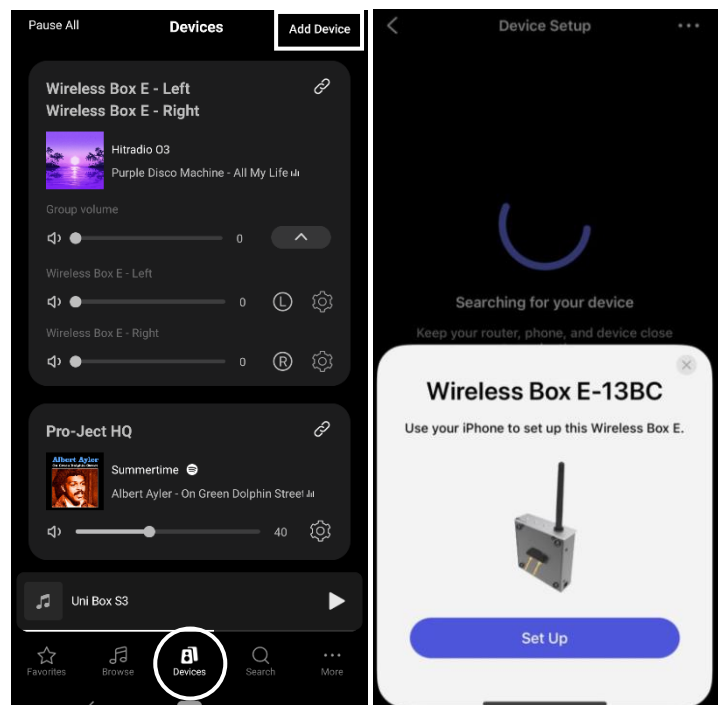 Pause All
Devices
Add Device
Wireless Box E - Left
Wireless Box E - Right
Hitradio O3
Purple Disco Machine - All My Life
Group volume
0
Wireless Box E - Left
0
L
Wireless Box E - Right
0
R
Pro-Ject HQ
Albert Ayler
Summertime
Albert Ayler - On Green Dolphin Street
40
Uni Box S3
Favorites
Browse
Devices
Search
More
Device Setup
Searching for your device
Keep your router, phone, and device close
Wireless Box E-13BC
Use your iPhone to set up this Wireless Box E.
Set Up